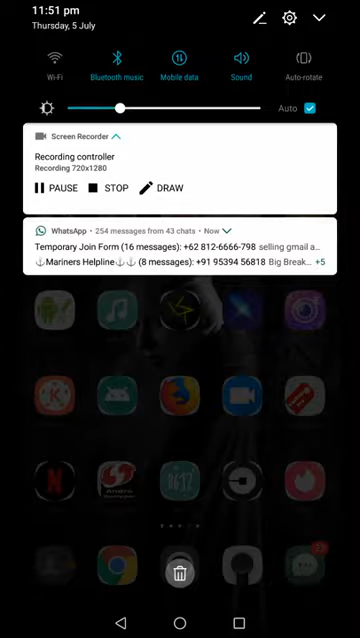 11:51 pm
Thursday, 5 July
Wi-Fi
Bluetooth music
Mobile data
Sound
Auto-rotate
Auto
Screen Recorder
Recording controller
Recording 720x1280
PAUSE
STOP
DRAW
WhatsApp • 254 messages from 43 chats • Now
Temporary Join Form (16 messages): +62 812-6666-798 selling gmail a…
⚓Mariners Helpline⚓⚓ (8 messages): +91 95394 56818 Big Break… +5